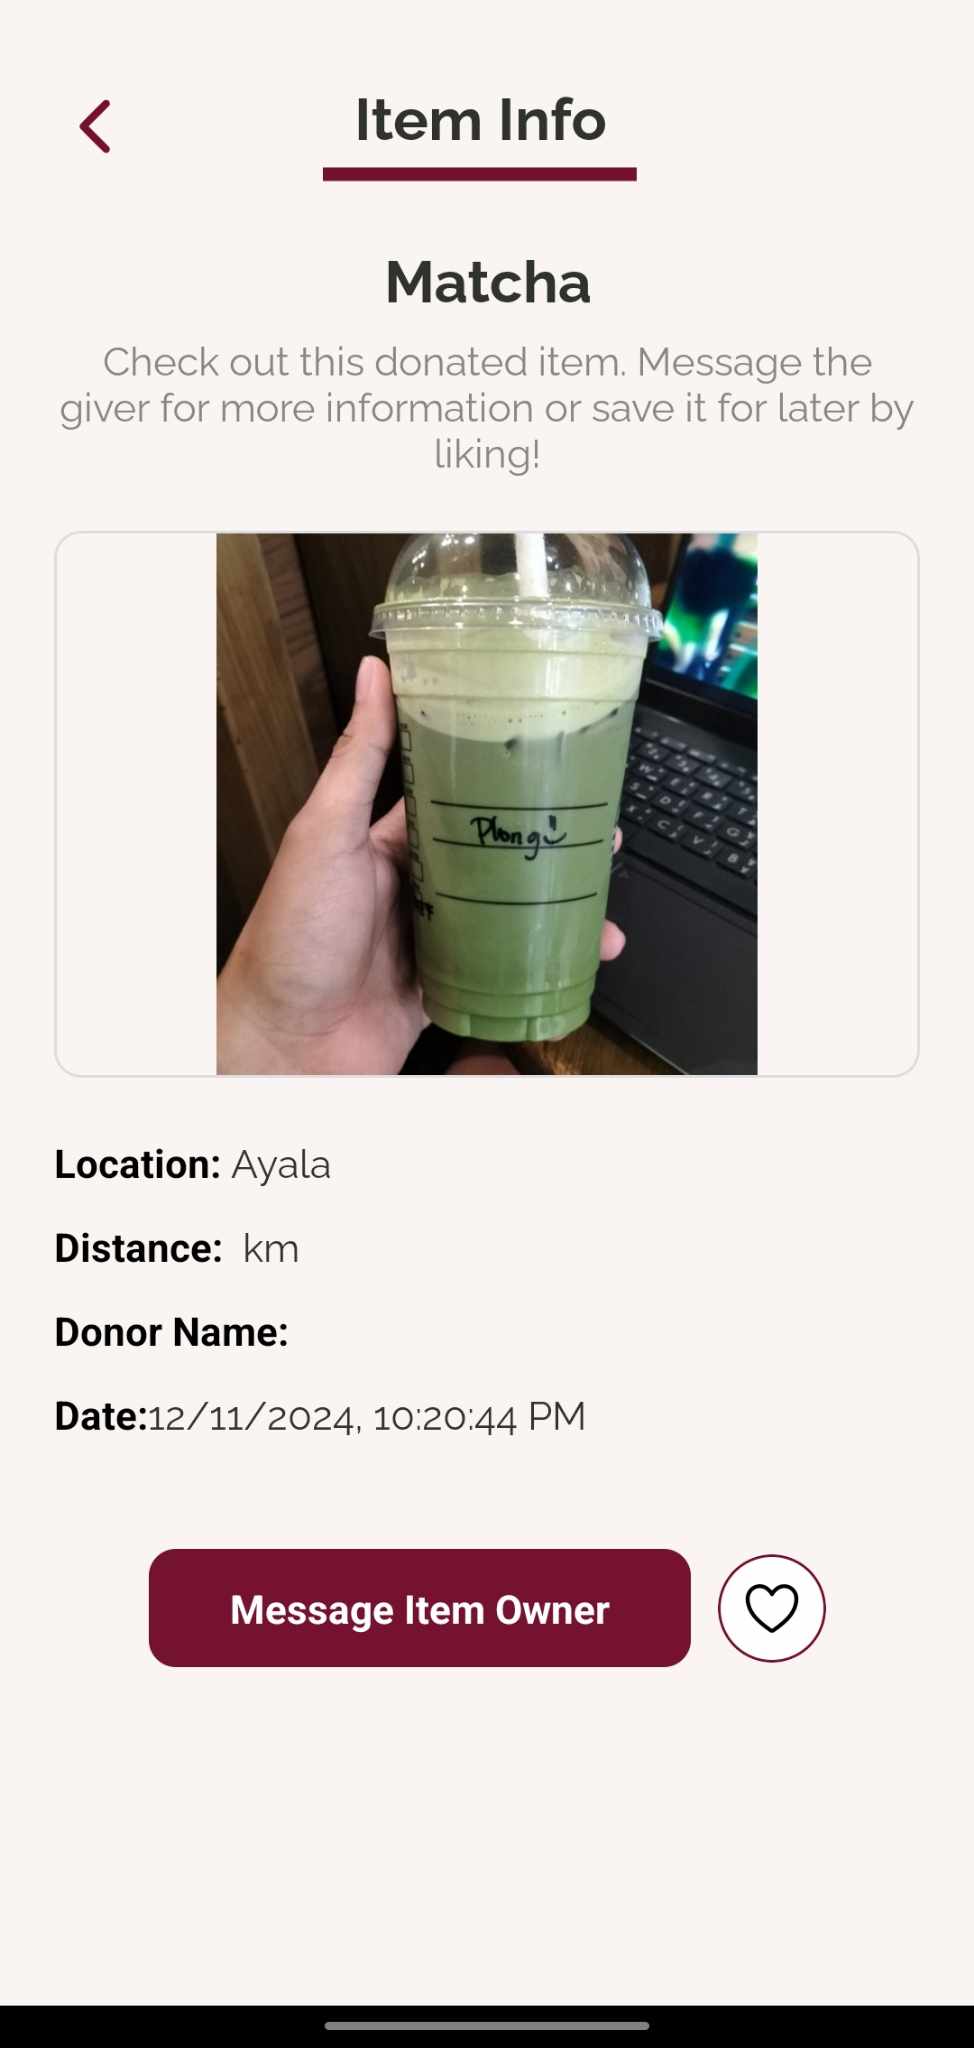 Item Info
Matcha
Check out this donated item. Message the
giver for more information or save it for later by
liking!
Location: Ayala
Distance: km
Donor Name:
Date:12/11/2024, 10:20:44 PM
Message Item Owner